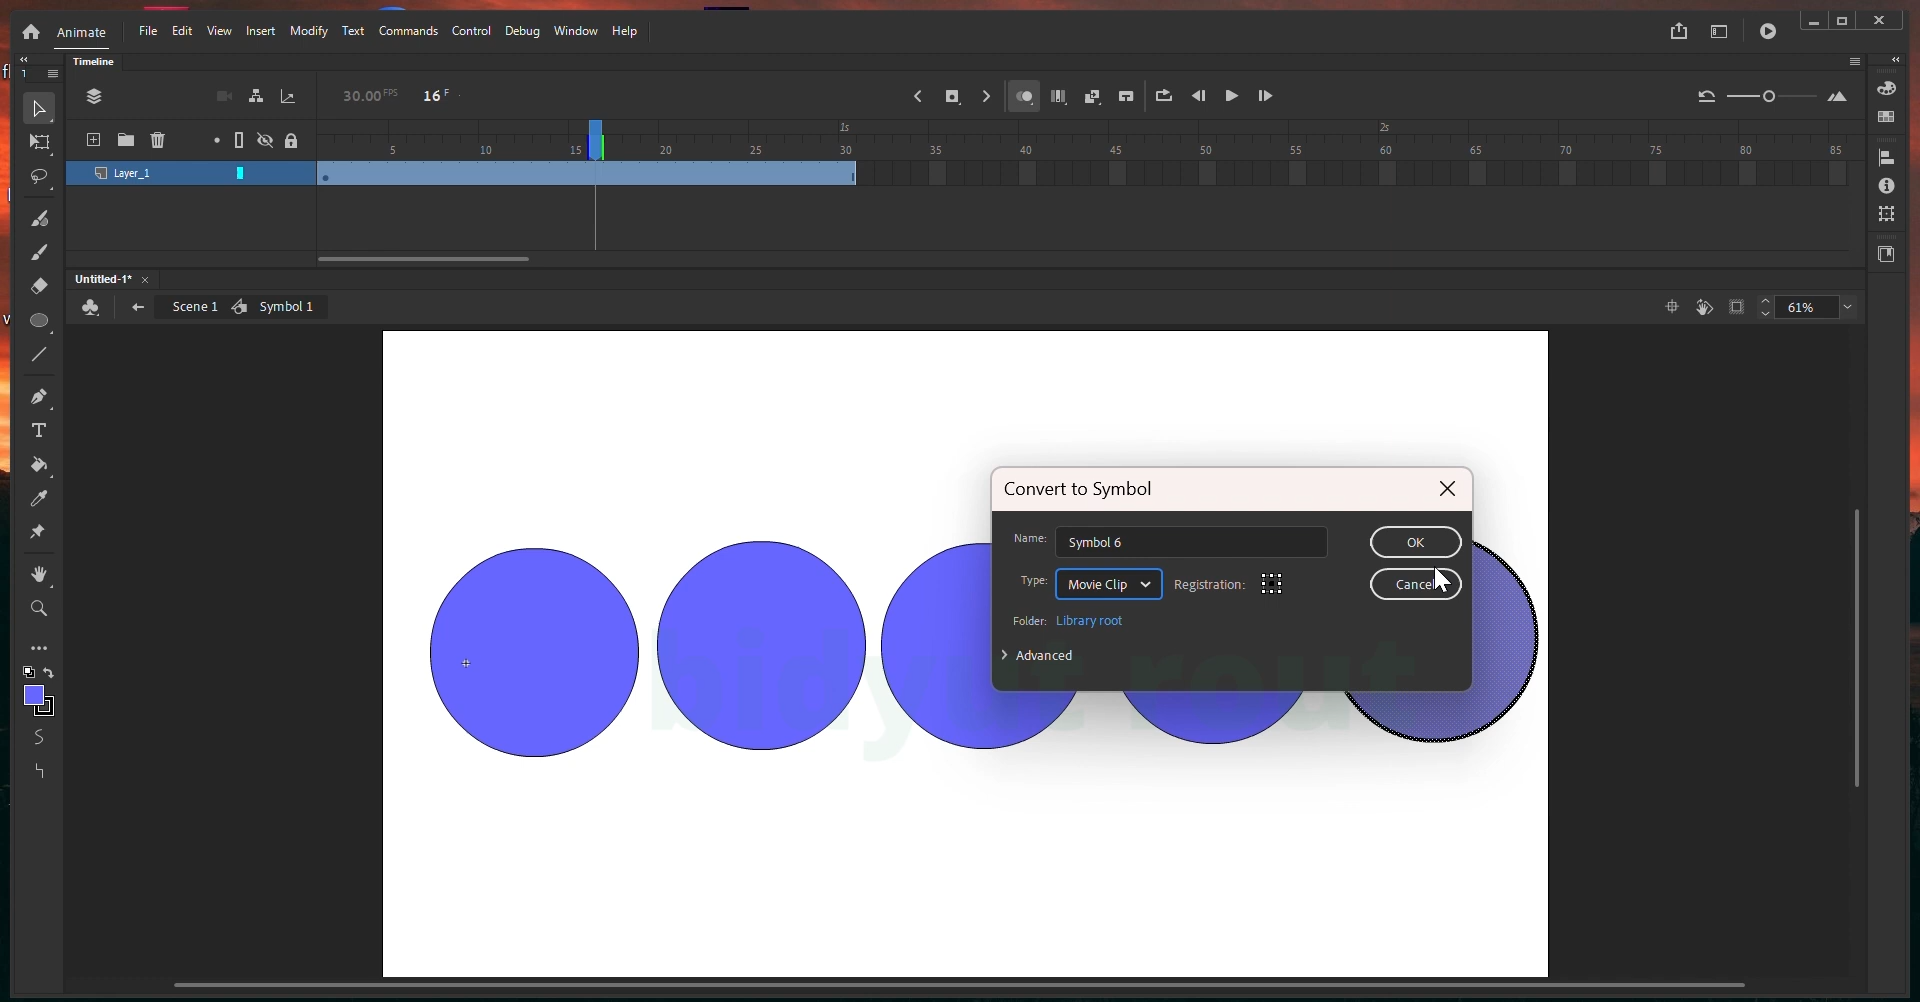 Animate File Edit View Insert Modify Text Commands Control Debug Window Help
Timeline
30.00 FPS 16 F
1s 2s
5 10 15 20 25 30 35 40 45 50 55 60 65 70 75 80 85
Layer_1
Untitled-1* ×
Scene 1 Symbol 1 61%
Convert to Symbol
Name: Symbol 6 OK
Type: Movie Clip Registration: Cancel
Folder: Library root
Advanced
bidyut rout